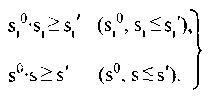 s₁⁰·s₁ ≥ s₁′ (s₁⁰, s₁ ≤ s₁′),
s⁰·s ≥ s′ (s⁰, s ≤ s′).